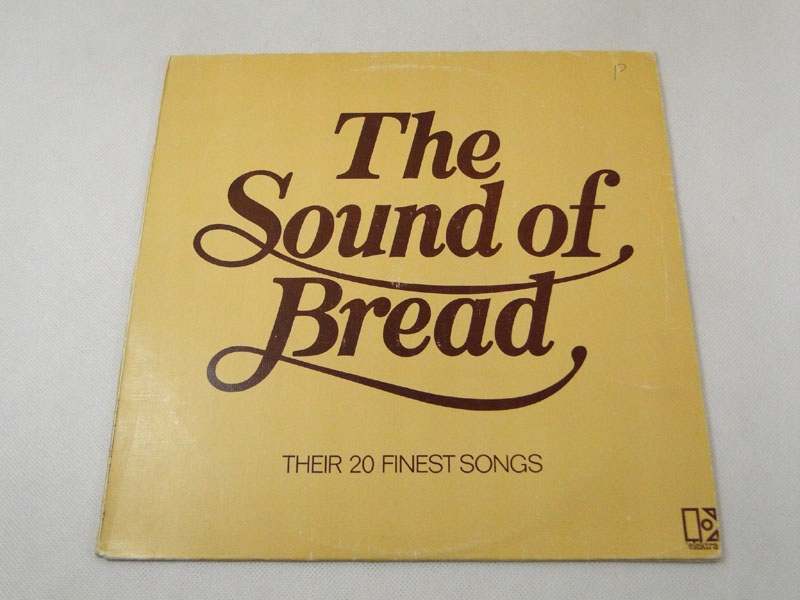 P
The
Sound of
Bread
THEIR 20 FINEST SONGS
elektra